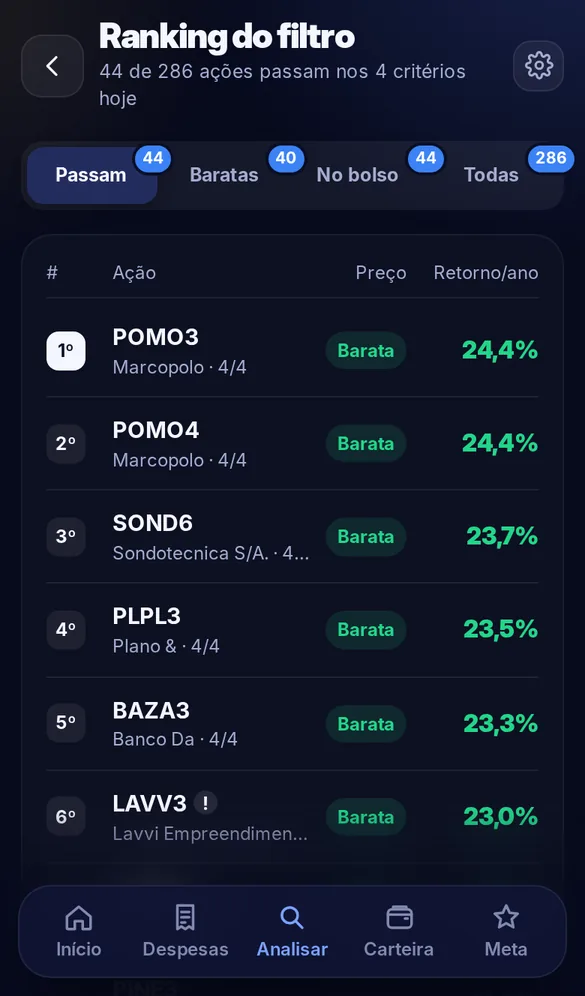 Ranking do filtro
44 de 286 ações passam nos 4 critérios
hoje
Passam 44 Baratas 40 No bolso 44 Todas 286
# Ação Preço Retorno/ano
1º POMO3 Barata 24,4%
Marcopolo · 4/4
2º POMO4 Barata 24,4%
Marcopolo · 4/4
3º SOND6 Barata 23,7%
Sondotecnica S/A. · 4...
4º PLPL3 Barata 23,5%
Plano & · 4/4
5º BAZA3 Barata 23,3%
Banco Da · 4/4
6º LAVV3 ! Barata 23,0%
Lavvi Empreendimen...
Início Despesas Analisar Carteira Meta